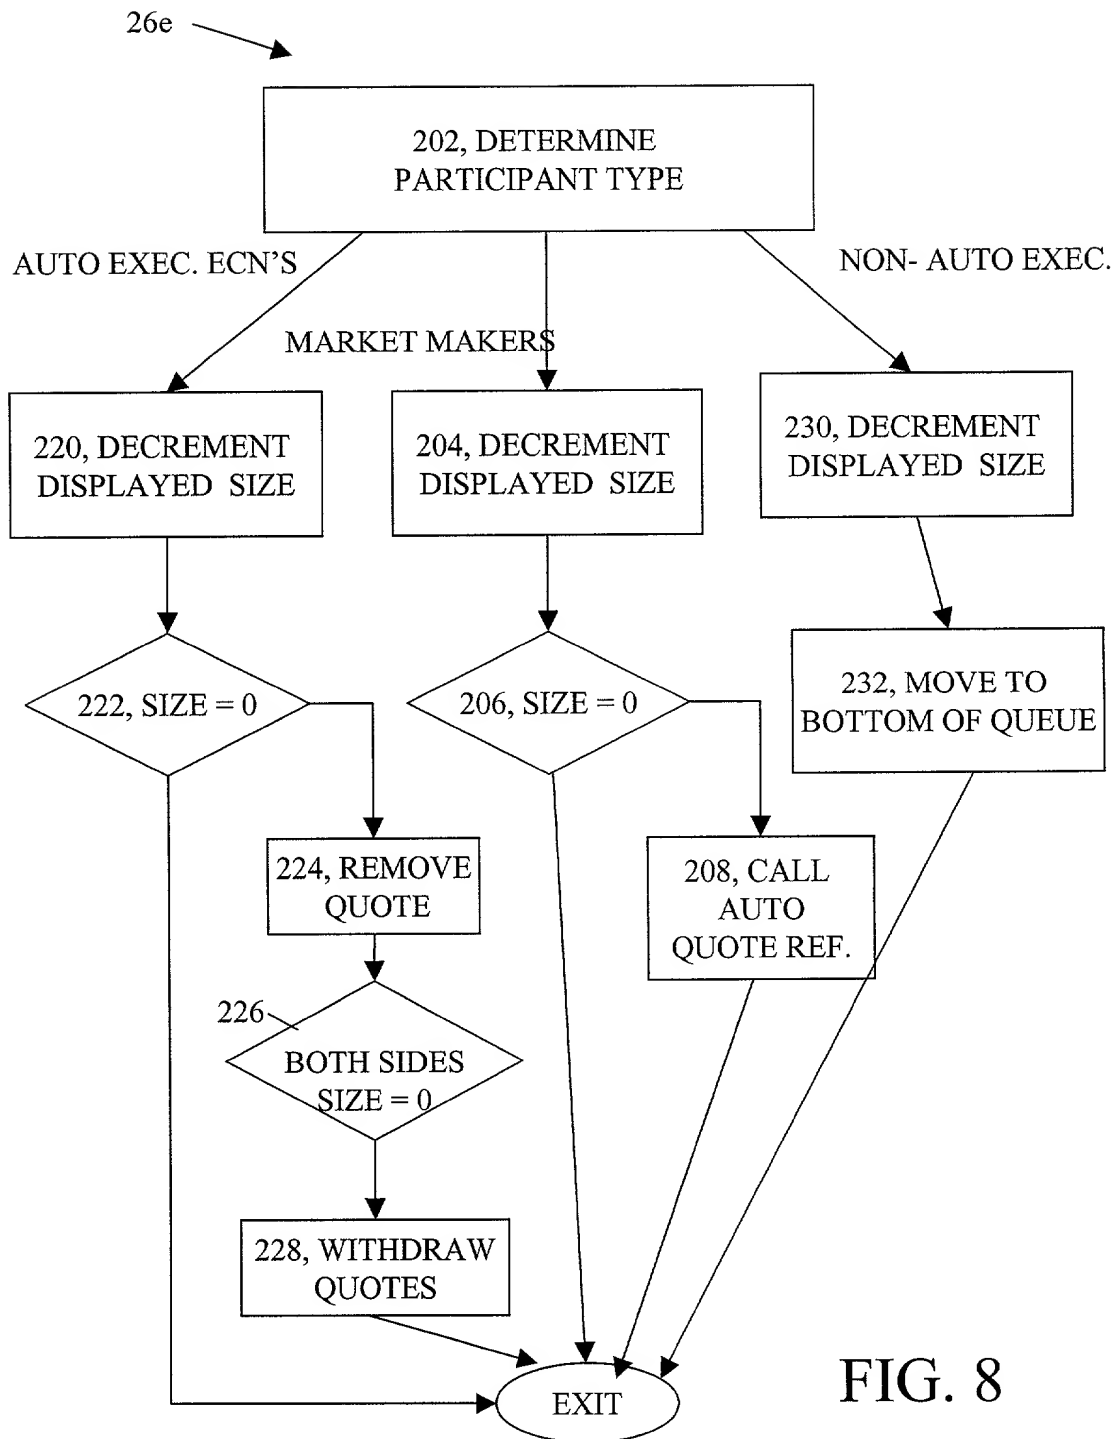 26e
202, DETERMINE
PARTICIPANT TYPE
AUTO EXEC. ECN'S
NON- AUTO EXEC.
MARKET MAKERS
220, DECREMENT
DISPLAYED SIZE
204, DECREMENT
DISPLAYED SIZE
230, DECREMENT
DISPLAYED SIZE
222, SIZE = 0
206, SIZE = 0
232, MOVE TO
BOTTOM OF QUEUE
224, REMOVE
QUOTE
208, CALL
AUTO
QUOTE REF.
226
BOTH SIDES
SIZE = 0
228, WITHDRAW
QUOTES
EXIT
FIG. 8